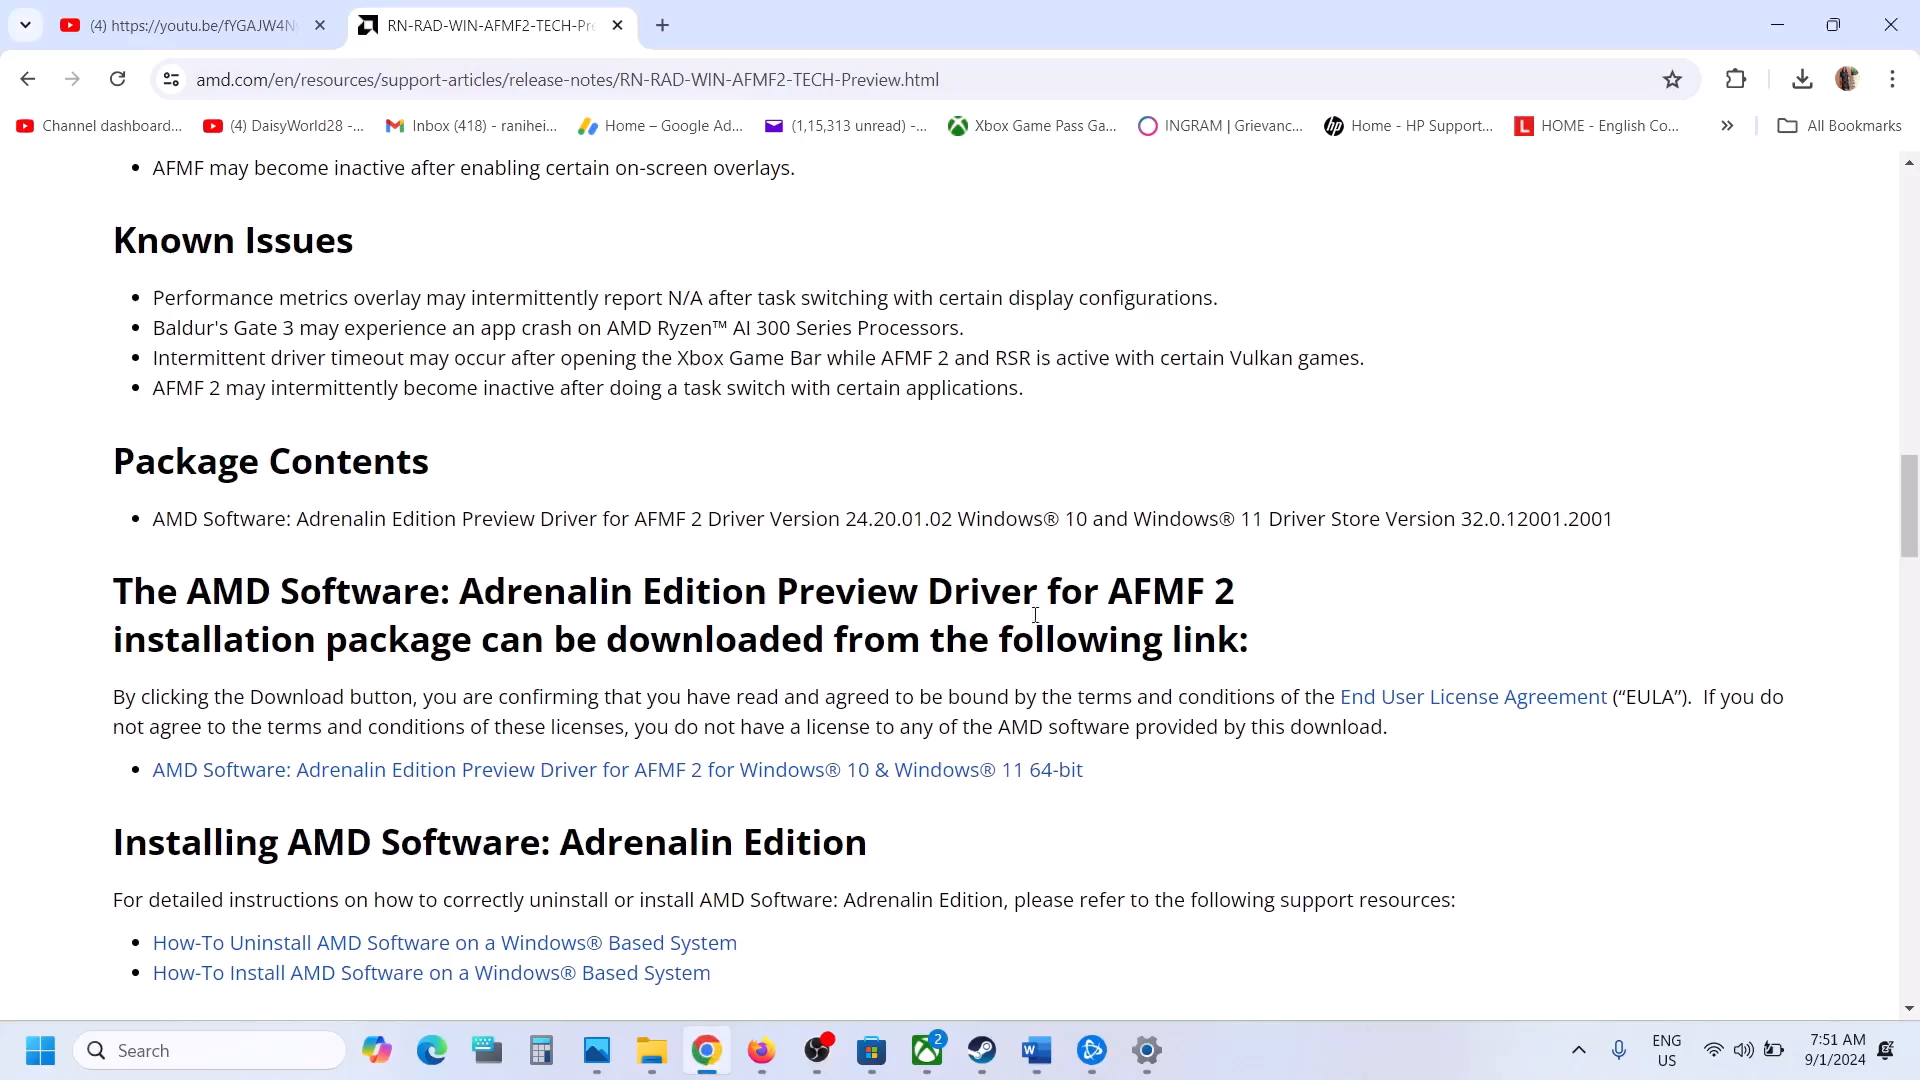 (4) https://youtu.be/fYGAJW4N
RN-RAD-WIN-AFMF2-TECH-Pre
amd.com/en/resources/support-articles/release-notes/RN-RAD-WIN-AFMF2-TECH-Preview.html
Channel dashboard...
(4) DaisyWorld28 -...
Inbox (418) - ranihei...
Home – Google Ad...
(1,15,313 unread) -...
Xbox Game Pass Ga...
INGRAM | Grievanc...
Home - HP Support...
HOME - English Co...
All Bookmarks
• AFMF may become inactive after enabling certain on-screen overlays.
Known Issues
• Performance metrics overlay may intermittently report N/A after task switching with certain display configurations.
• Baldur's Gate 3 may experience an app crash on AMD Ryzen™ AI 300 Series Processors.
• Intermittent driver timeout may occur after opening the Xbox Game Bar while AFMF 2 and RSR is active with certain Vulkan games.
• AFMF 2 may intermittently become inactive after doing a task switch with certain applications.
Package Contents
• AMD Software: Adrenalin Edition Preview Driver for AFMF 2 Driver Version 24.20.01.02 Windows® 10 and Windows® 11 Driver Store Version 32.0.12001.2001
The AMD Software: Adrenalin Edition Preview Driver for AFMF 2
installation package can be downloaded from the following link:
By clicking the Download button, you are confirming that you have read and agreed to be bound by the terms and conditions of the End User License Agreement (“EULA”).  If you do
not agree to the terms and conditions of these licenses, you do not have a license to any of the AMD software provided by this download.
• AMD Software: Adrenalin Edition Preview Driver for AFMF 2 for Windows® 10 & Windows® 11 64-bit
Installing AMD Software: Adrenalin Edition
For detailed instructions on how to correctly uninstall or install AMD Software: Adrenalin Edition, please refer to the following support resources:
• How-To Uninstall AMD Software on a Windows® Based System
• How-To Install AMD Software on a Windows® Based System
Search
2
ENG
US
7:51 AM
9/1/2024